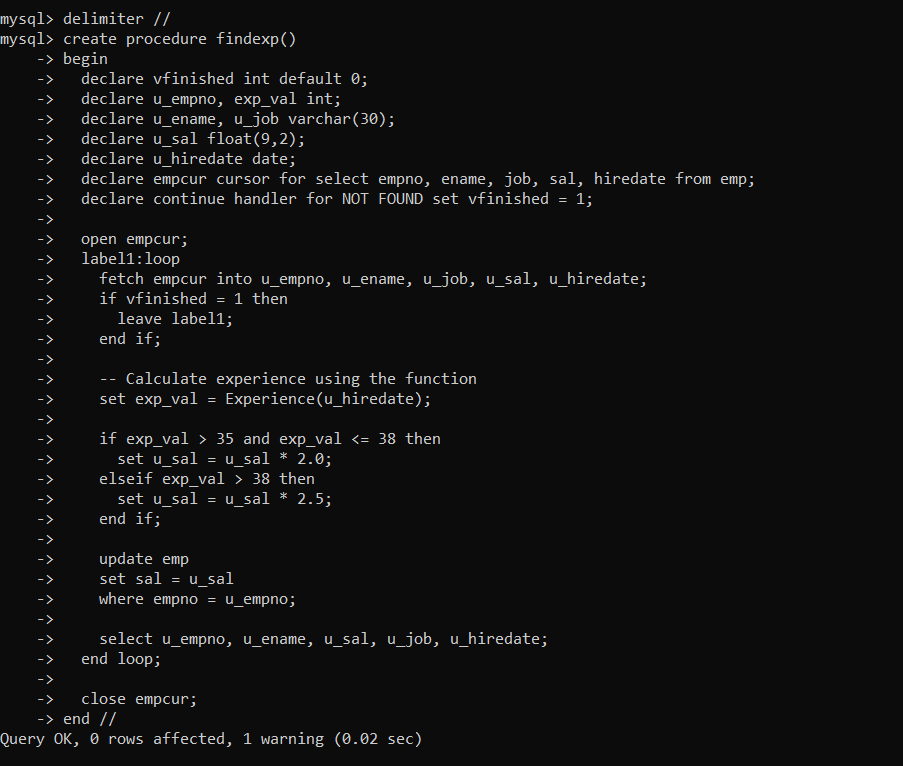 mysql> delimiter //
mysql> create procedure findexp()
    -> begin
    ->   declare vfinished int default 0;
    ->   declare u_empno, exp_val int;
    ->   declare u_ename, u_job varchar(30);
    ->   declare u_sal float(9,2);
    ->   declare u_hiredate date;
    ->   declare empcur cursor for select empno, ename, job, sal, hiredate from emp;
    ->   declare continue handler for NOT FOUND set vfinished = 1;
    ->
    ->   open empcur;
    ->   label1:loop
    ->     fetch empcur into u_empno, u_ename, u_job, u_sal, u_hiredate;
    ->     if vfinished = 1 then
    ->       leave label1;
    ->     end if;
    ->
    ->     -- Calculate experience using the function
    ->     set exp_val = Experience(u_hiredate);
    ->
    ->     if exp_val > 35 and exp_val <= 38 then
    ->       set u_sal = u_sal * 2.0;
    ->     elseif exp_val > 38 then
    ->       set u_sal = u_sal * 2.5;
    ->     end if;
    ->
    ->     update emp
    ->     set sal = u_sal
    ->     where empno = u_empno;
    ->
    ->     select u_empno, u_ename, u_sal, u_job, u_hiredate;
    ->   end loop;
    ->
    ->   close empcur;
    -> end //
Query OK, 0 rows affected, 1 warning (0.02 sec)